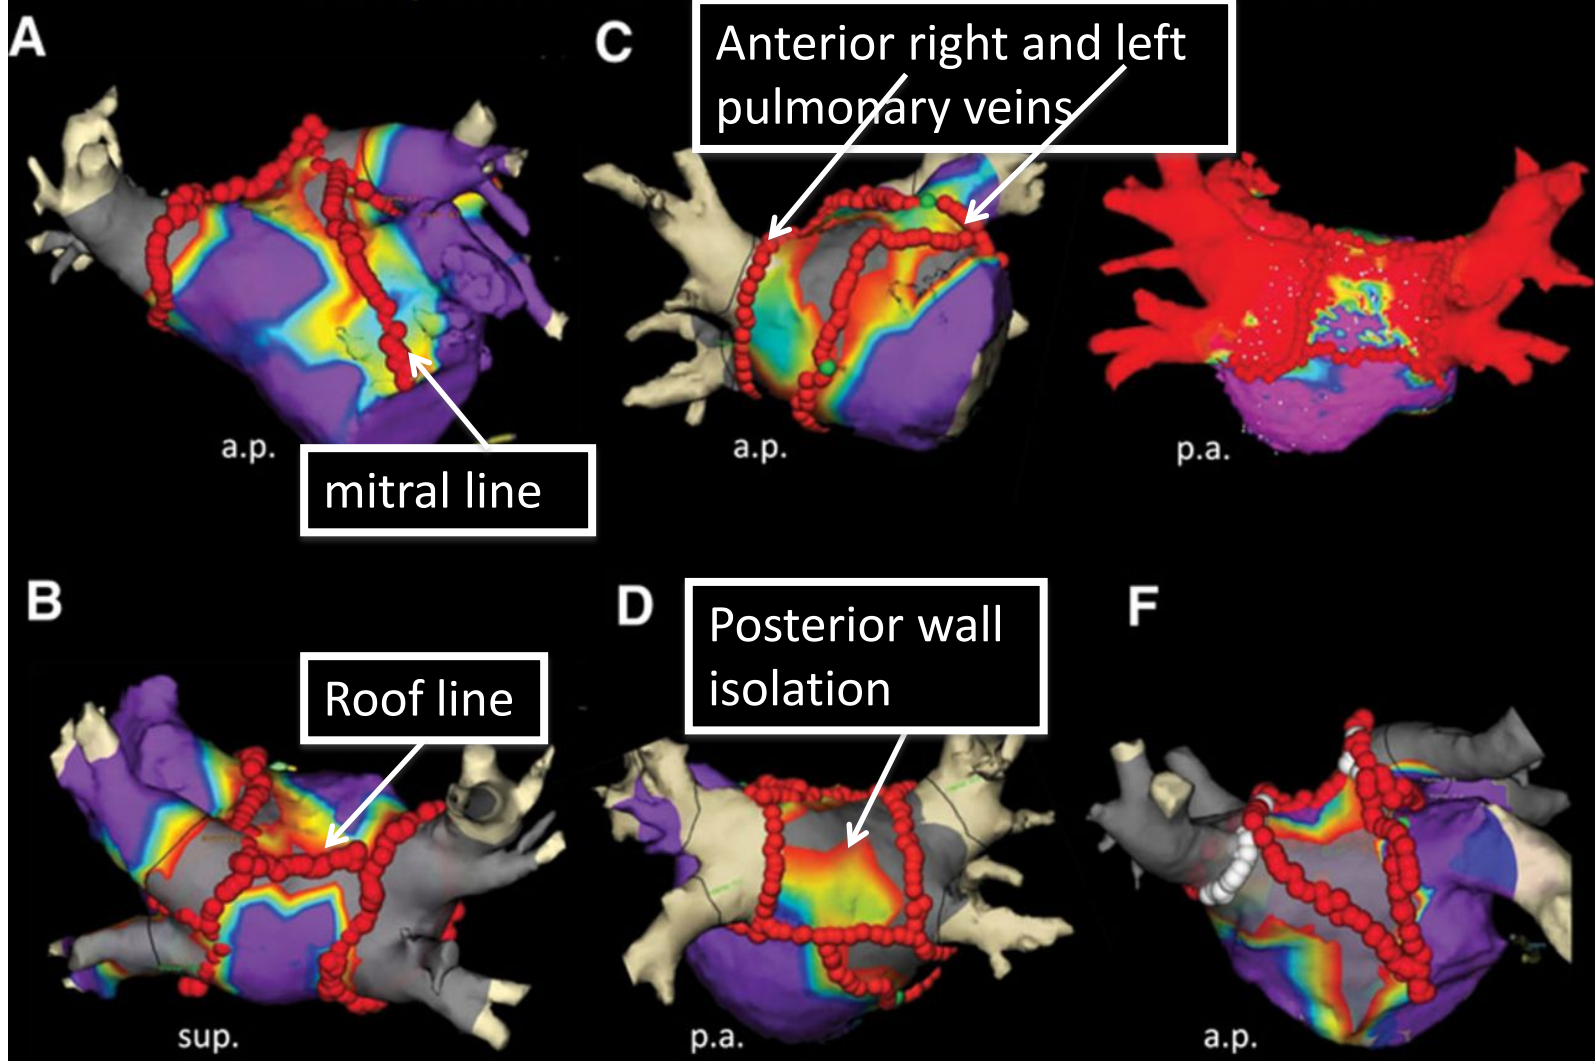 A
C
Anterior right and left
pulmonary veins
a.p.
a.p.
p.a.
mitral line
B
D
F
Posterior wall
isolation
Roof line
sup.
p.a.
a.p.